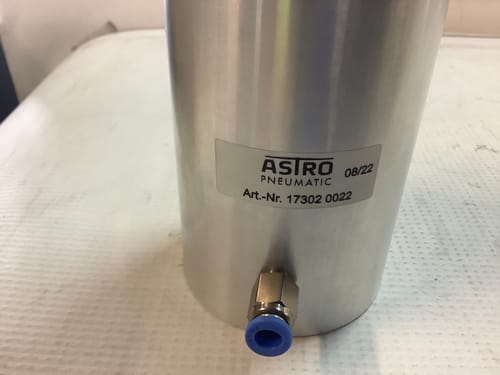 ASTRO 08/22
PNEUMATIC
Art.-Nr. 17302 0022